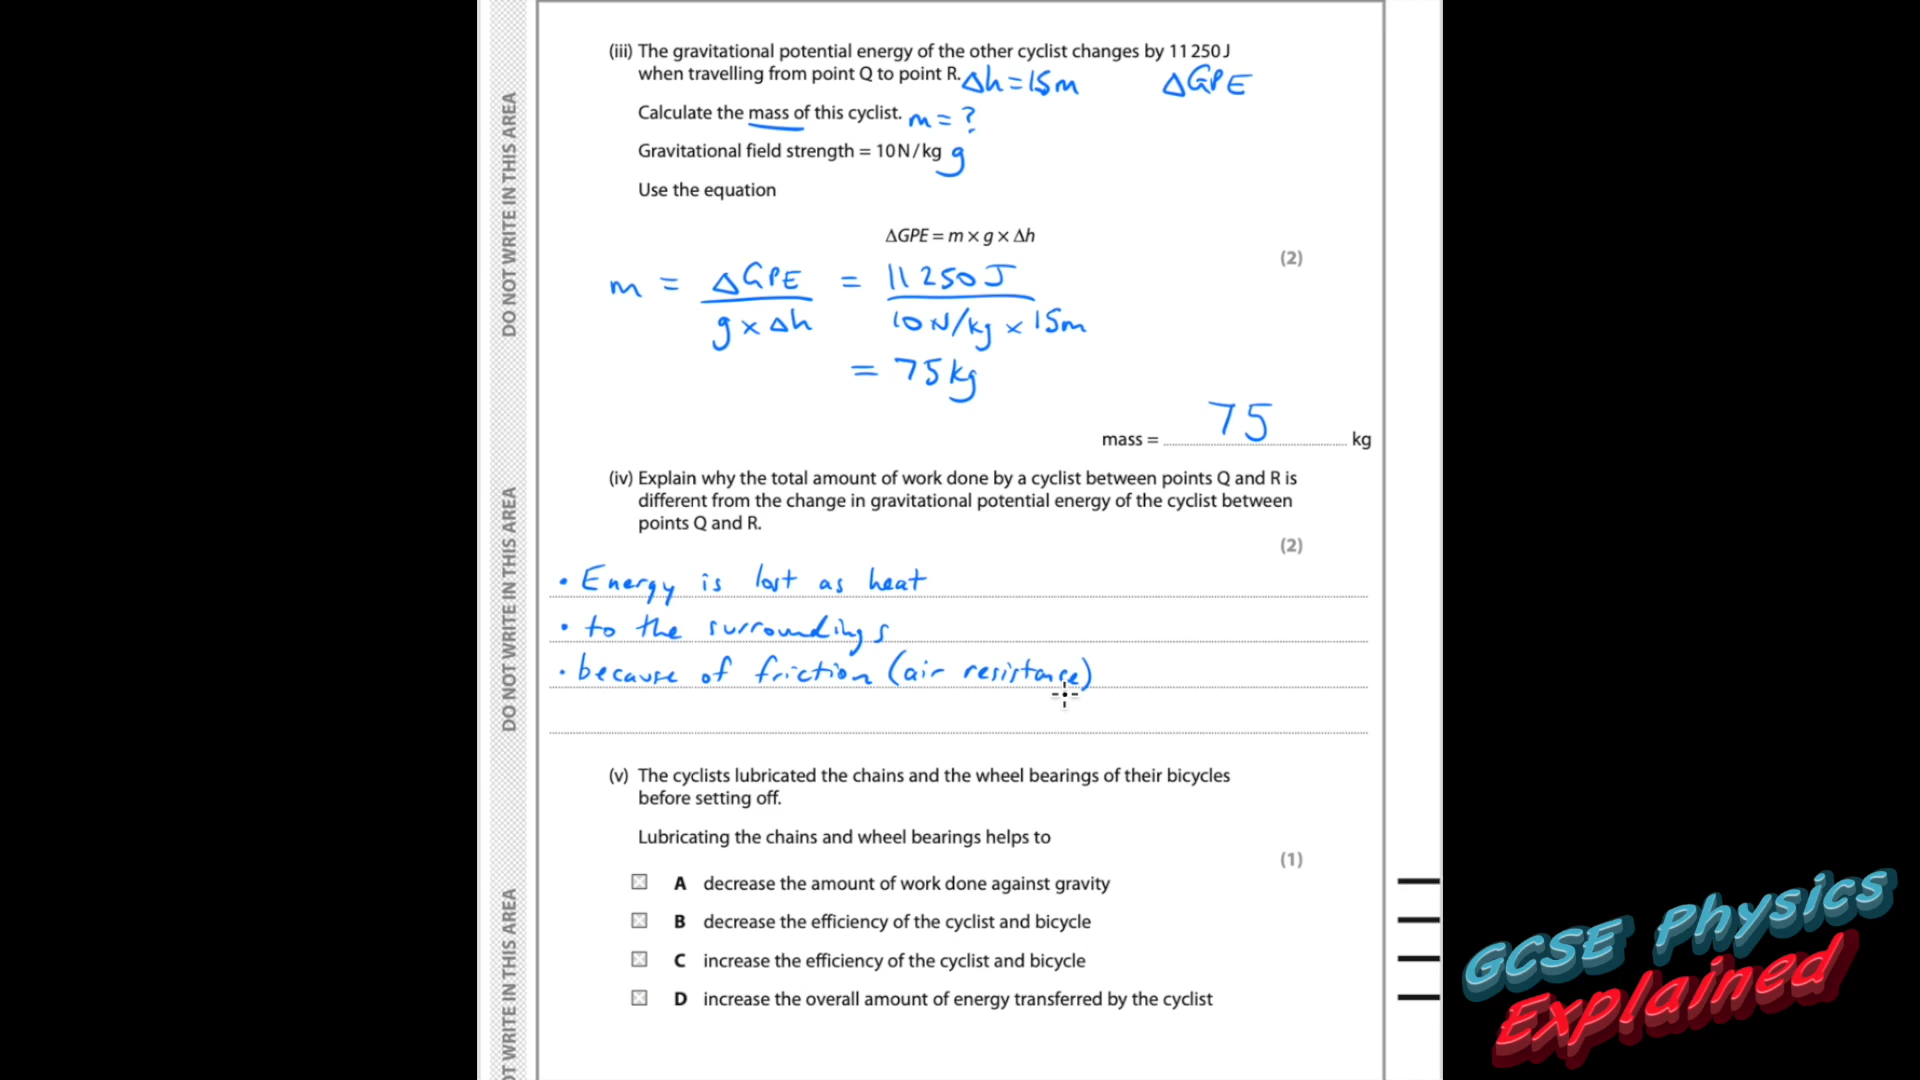 (iii) The gravitational potential energy of the other cyclist changes by 11 250 J
when travelling from point Q to point R. Δh = 15m ΔGPE
Calculate the mass of this cyclist. m = ?
Gravitational field strength = 10 N/kg g
Use the equation
ΔGPE = m × g × Δh
(2)
m = ΔGPE = 11 250 J
g × Δh 10 N/kg × 15m
= 75 kg
mass = 75 kg
(iv) Explain why the total amount of work done by a cyclist between points Q and R is
different from the change in gravitational potential energy of the cyclist between
points Q and R.
(2)
• Energy is lost as heat
• to the surroundings
• because of friction (air resistance)
(v) The cyclists lubricated the chains and the wheel bearings of their bicycles
before setting off.
Lubricating the chains and wheel bearings helps to
(1)
A decrease the amount of work done against gravity
B decrease the efficiency of the cyclist and bicycle
C increase the efficiency of the cyclist and bicycle
D increase the overall amount of energy transferred by the cyclist
DO NOT WRITE IN THIS AREA
DO NOT WRITE IN THIS AREA
OT WRITE IN THIS AREA
GCSE Physics
Explained